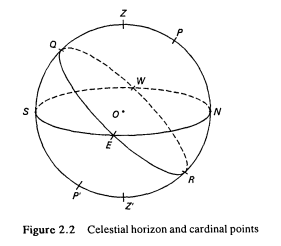 Z
P
Q
W
S
O
N
E
R
P'
Z'
Figure 2.2 Celestial horizon and cardinal points